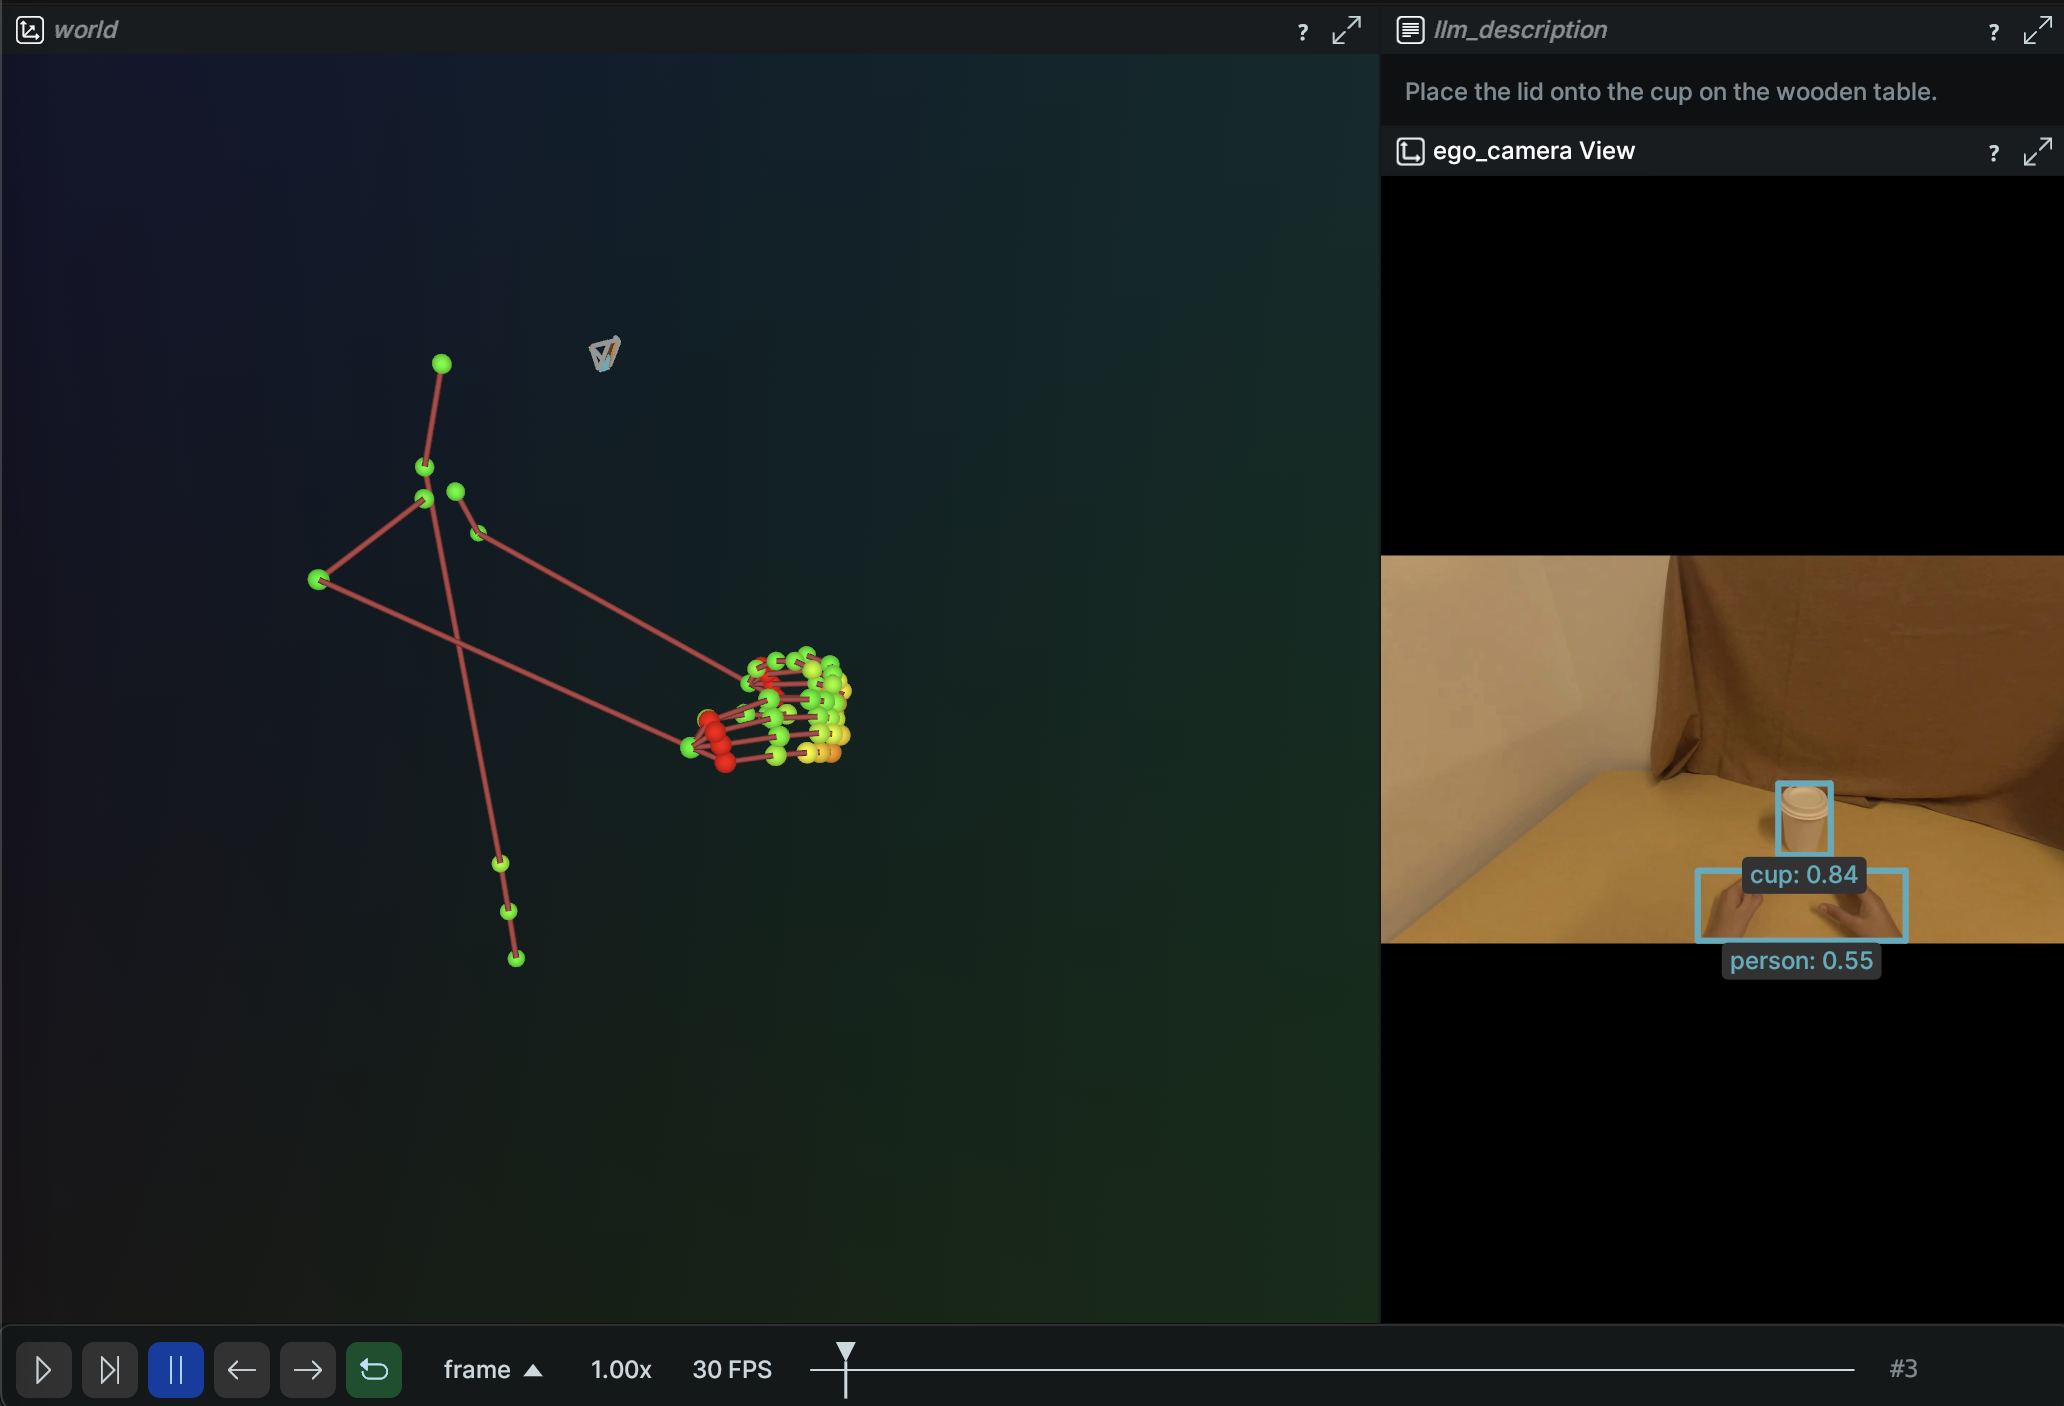 world
?
llm_description
?
Place the lid onto the cup on the wooden table.
ego_camera View
?
cup: 0.84
person: 0.55
frame
1.00x
30 FPS
#3